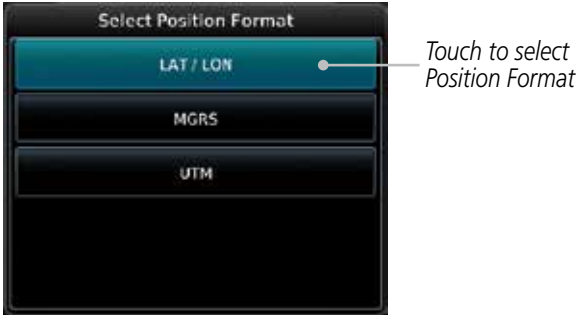 Select Position Format
LAT / LON
Touch to select
Position Format
MGRS
UTM